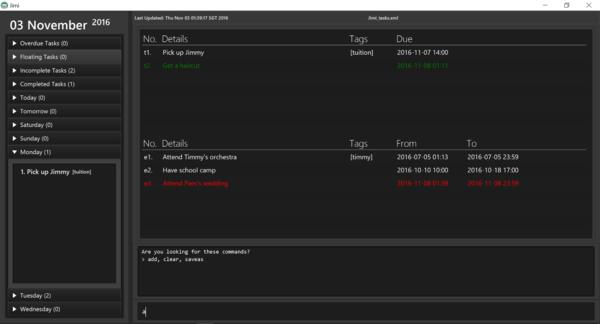 Jimi
03 November 2016
Last Updated: Thu Nov 03 01:39:17 SGT 2016
Jimi_tasks.xml
Overdue Tasks (0)
Floating Tasks (0)
Incomplete Tasks (2)
Completed Tasks (1)
Today (0)
Tomorrow (0)
Saturday (0)
Sunday (0)
Monday (1)
1. Pick up Jimmy [tuition]
Tuesday (2)
Wednesday (0)
No. Details Tags Due
t1. Pick up Jimmy [tuition] 2016-11-07 14:00
t2. Get a haircut 2016-11-08 01:11
No. Details Tags From To
e1. Attend Timmy's orchestra [timmy] 2016-07-05 01:13 2016-07-05 23:59
e2. Have school camp 2016-10-10 10:00 2016-10-18 17:00
e3. Attend Pam's wedding 2016-11-08 01:39 2016-11-08 23:59
Are you looking for these commands?
> add, clear, saveas
a